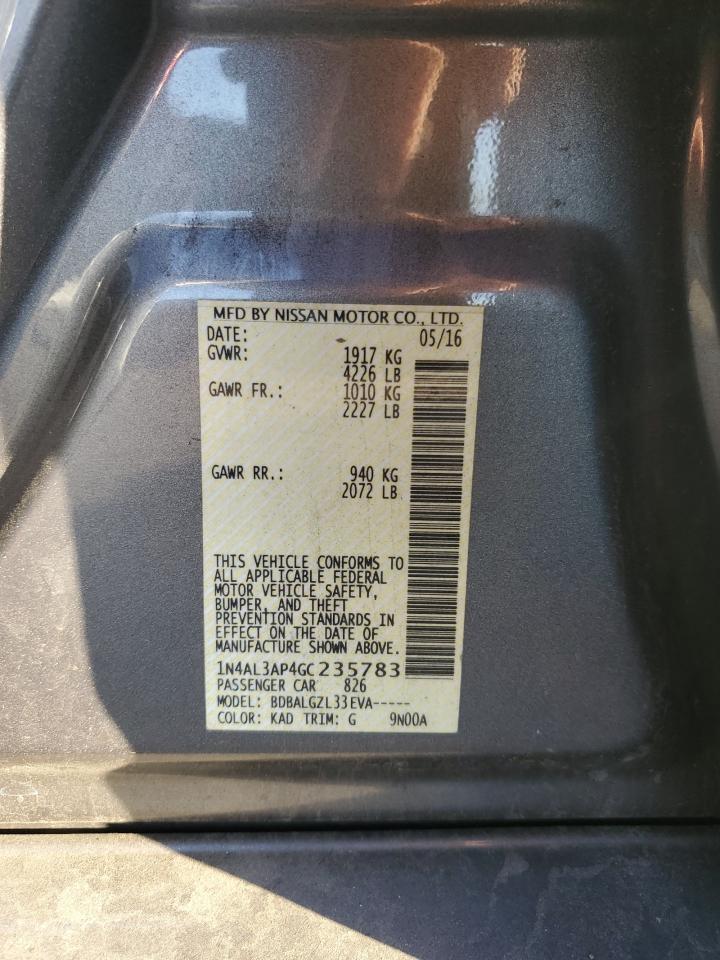 MFD BY NISSAN MOTOR CO., LTD.
DATE: 05/16
GVWR: 1917 KG
4226 LB
GAWR FR.: 1010 KG
2227 LB
GAWR RR.: 940 KG
2072 LB
THIS VEHICLE CONFORMS TO
ALL APPLICABLE FEDERAL
MOTOR VEHICLE SAFETY,
BUMPER, AND THEFT
PREVENTION STANDARDS IN
EFFECT ON THE DATE OF
MANUFACTURE SHOWN ABOVE.
1N4AL3AP4GC235783
PASSENGER CAR 826
MODEL: BDBALGZL33EVA-----
COLOR: KAD TRIM: G 9N00A